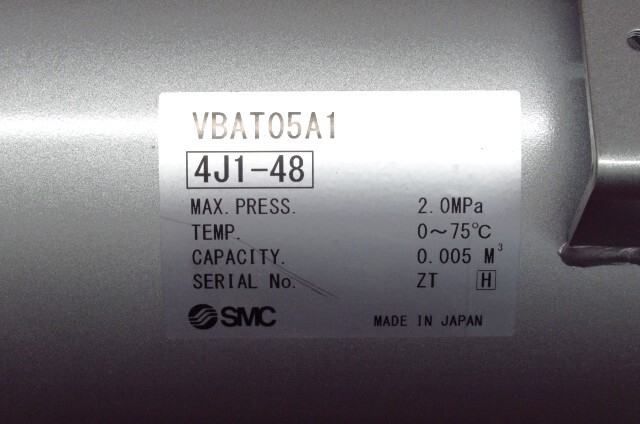 VBAT05A1
4J1-48
MAX. PRESS. 2.0MPa
TEMP. 0～75℃
CAPACITY. 0.005 M³
SERIAL No. ZT H
SMC MADE IN JAPAN